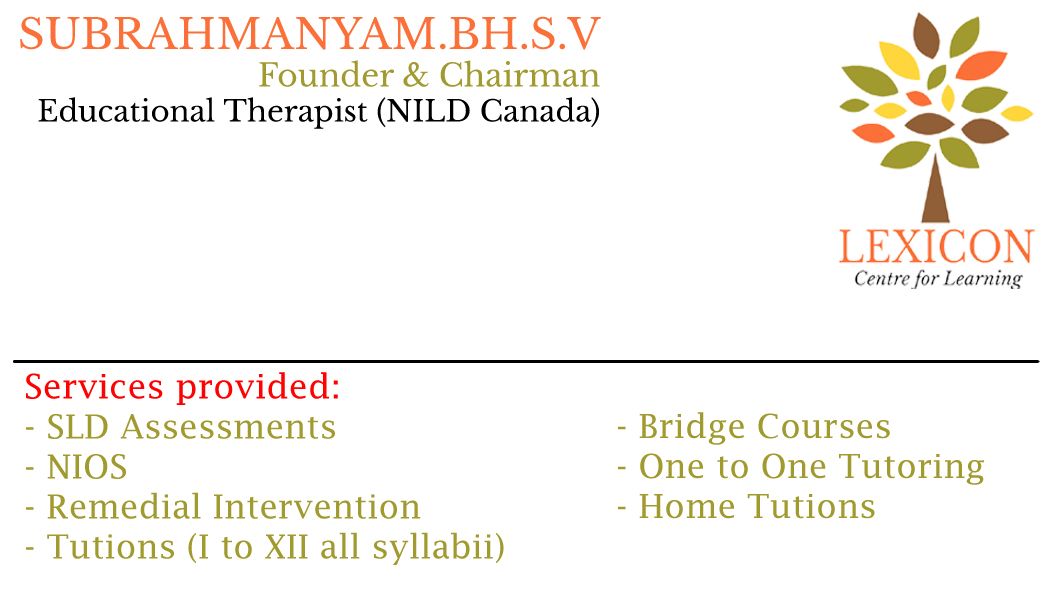 SUBRAHMANYAM.BH.S.V
Founder & Chairman
Educational Therapist (NILD Canada)
LEXICON
Centre for Learning
Services provided:
- SLD Assessments
- NIOS
- Remedial Intervention
- Tutions (I to XII all syllabii)
- Bridge Courses
- One to One Tutoring
- Home Tutions